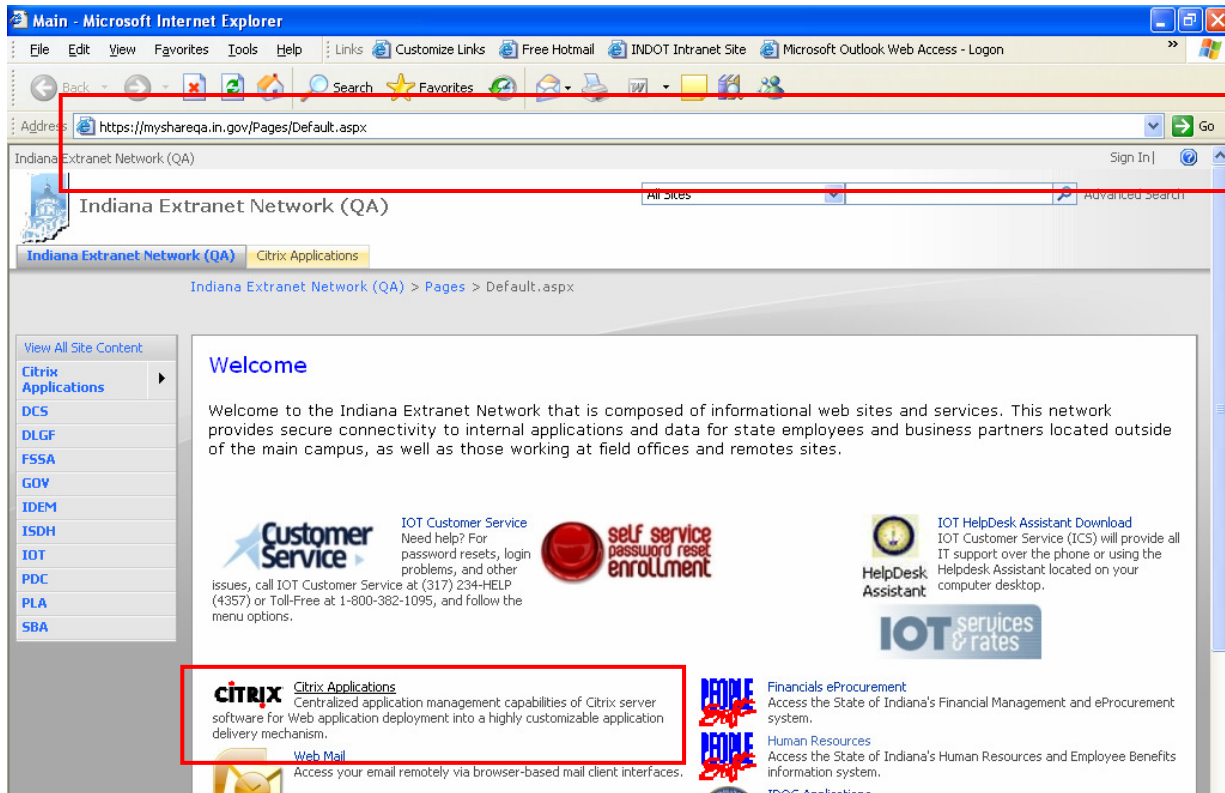 Main - Microsoft Internet Explorer
File Edit View Favorites Tools Help Links Customize Links Free Hotmail INDOT Intranet Site Microsoft Outlook Web Access - Logon »
Back Search Favorites
Address https://myshareqa.in.gov/Pages/Default.aspx Go
Indiana Extranet Network (QA) Sign In|
Indiana Extranet Network (QA) All Sites Advanced Search
Indiana Extranet Network (QA) Citrix Applications
Indiana Extranet Network (QA) > Pages > Default.aspx
View All Site Content
Citrix
Applications
DCS
DLGF
FSSA
GOV
IDEM
ISDH
IOT
PDC
PLA
SBA
Welcome
Welcome to the Indiana Extranet Network that is composed of informational web sites and services. This network
provides secure connectivity to internal applications and data for state employees and business partners located outside
of the main campus, as well as those working at field offices and remotes sites.
Customer
Service
IOT Customer Service
Need help? For
password resets, login
problems, and other
issues, call IOT Customer Service at (317) 234-HELP
(4357) or Toll-Free at 1-800-382-1095, and follow the
menu options.
self service
password reset
enrollment
HelpDesk
Assistant
IOT HelpDesk Assistant Download
IOT Customer Service (ICS) will provide all
IT support over the phone or using the
Helpdesk Assistant located on your
computer desktop.
IOT services
& rates
CITRIX
Citrix Applications
Centralized application management capabilities of Citrix server
software for Web application deployment into a highly customizable application
delivery mechanism.
Web Mail
Access your email remotely via browser-based mail client interfaces.
PEOPLE
Soft
Financials eProcurement
Access the State of Indiana's Financial Management and eProcurement
system.
PEOPLE
Soft
Human Resources
Access the State of Indiana's Human Resources and Employee Benefits
information system.
IDOC Applications